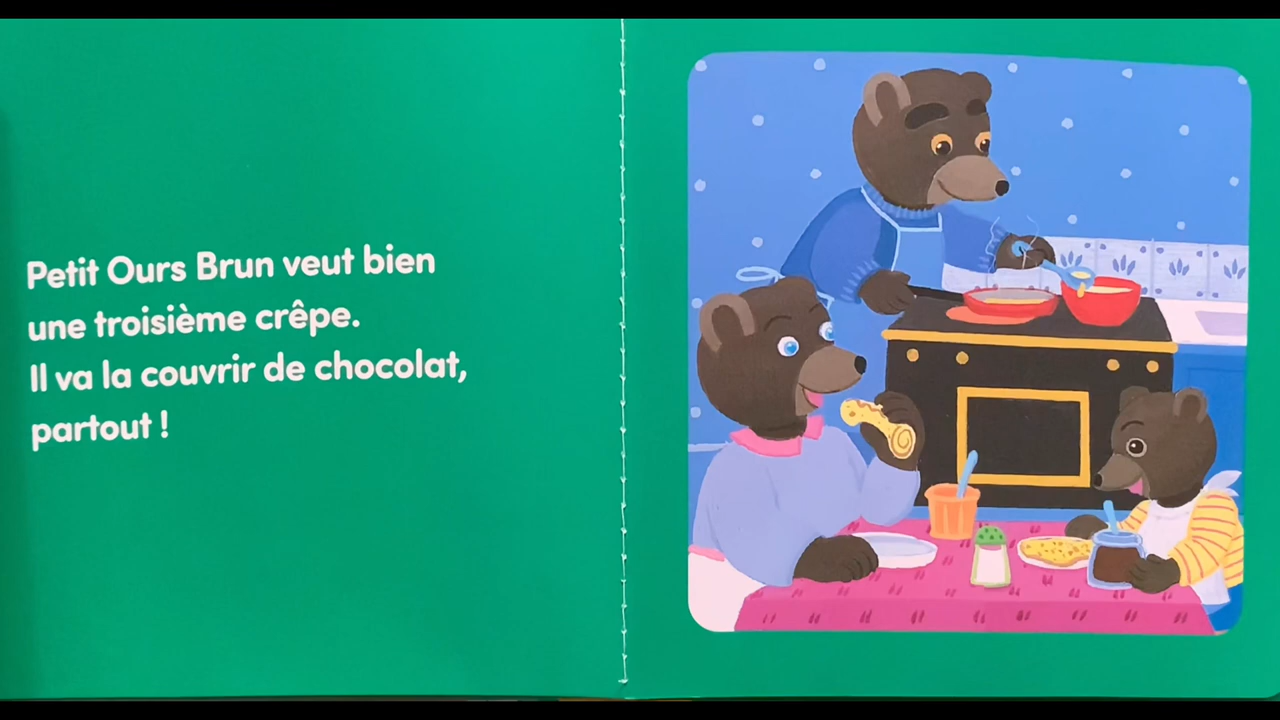 Petit Ours Brun veut bien
une troisième crêpe.
Il va la couvrir de chocolat,
partout !